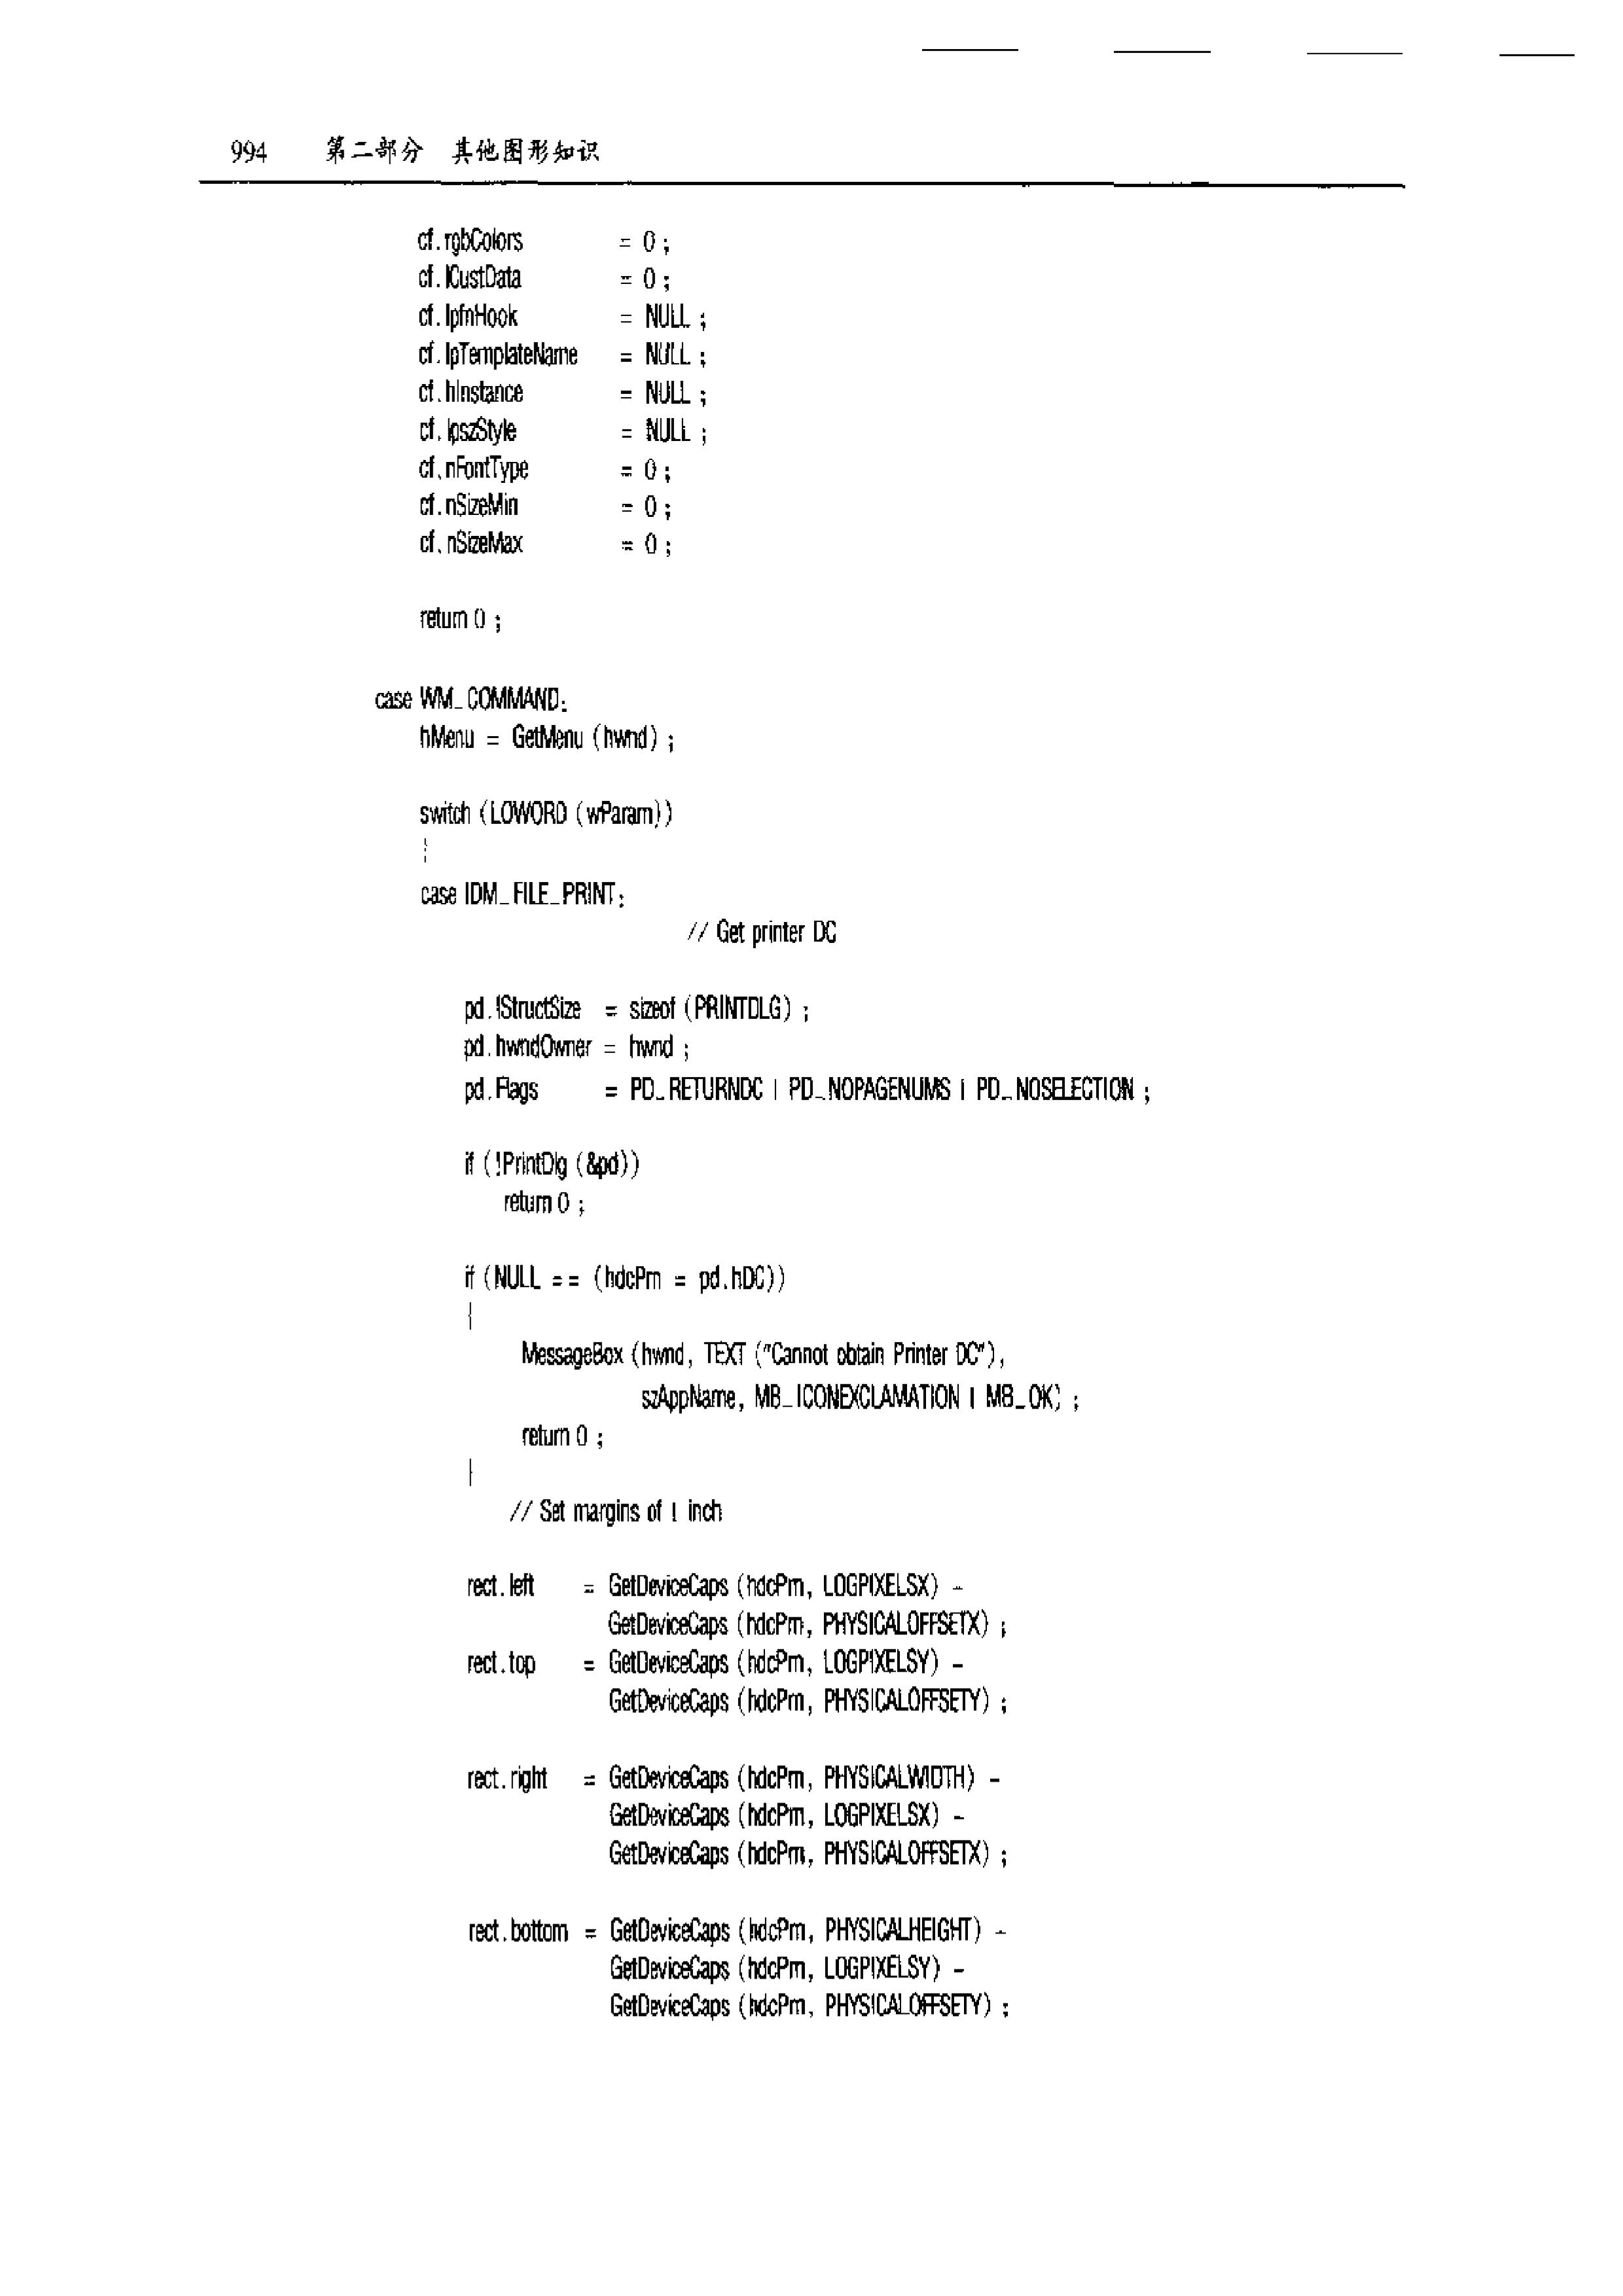 994 第二部分 其他图形知识
cf.rgbColors = 0 ;
cf.lCustData = 0 ;
cf.lpfnHook = NULL ;
cf.lpTemplateName = NULL ;
cf.hInstance = NULL ;
cf.lpszStyle = NULL ;
cf.nFontType = 0 ;
cf.nSizeMin = 0 ;
cf.nSizeMax = 0 ;
return 0 ;
case WM_COMMAND:
hMenu = GetMenu (hwnd) ;
switch (LOWORD (wParam))
{
case IDM_FILE_PRINT:
// Get printer DC
pd.lStructSize = sizeof (PRINTDLG) ;
pd.hwndOwner = hwnd ;
pd.Flags = PD_RETURNDC | PD_NOPAGENUMS | PD_NOSELECTION ;
if (!PrintDlg (&pd))
return 0 ;
if (NULL == (hdcPrn = pd.hDC))
{
MessageBox (hwnd, TEXT ("Cannot obtain Printer DC"),
szAppName, MB_ICONEXCLAMATION | MB_OK) ;
return 0 ;
}
// Set margins of 1 inch
rect.left = GetDeviceCaps (hdcPrn, LOGPIXELSX) -
GetDeviceCaps (hdcPrn, PHYSICALOFFSETX) ;
rect.top = GetDeviceCaps (hdcPrn, LOGPIXELSY) -
GetDeviceCaps (hdcPrn, PHYSICALOFFSETY) ;
rect.right = GetDeviceCaps (hdcPrn, PHYSICALWIDTH) -
GetDeviceCaps (hdcPrn, LOGPIXELSX) -
GetDeviceCaps (hdcPrn, PHYSICALOFFSETX) ;
rect.bottom = GetDeviceCaps (hdcPrn, PHYSICALHEIGHT) -
GetDeviceCaps (hdcPrn, LOGPIXELSY) -
GetDeviceCaps (hdcPrn, PHYSICALOFFSETY) ;